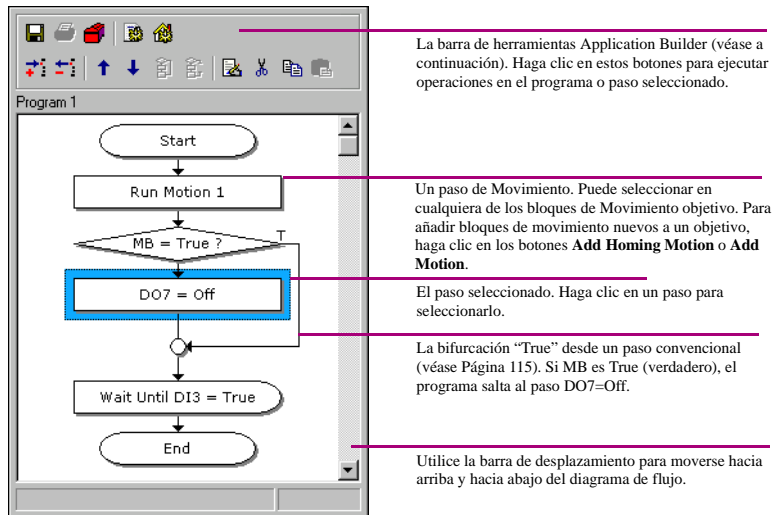 La barra de herramientas Application Builder (véase a
continuación). Haga clic en estos botones para ejecutar
operaciones en el programa o paso seleccionado.
Program 1
Start
Run Motion 1
Un paso de Movimiento. Puede seleccionar en
cualquiera de los bloques de Movimiento objetivo. Para
añadir bloques de movimiento nuevos a un objetivo,
haga clic en los botones Add Homing Motion o Add
Motion.
MB = True ?
T
DO7 = Off
El paso seleccionado. Haga clic en un paso para
seleccionarlo.
La bifurcación “True” desde un paso convencional
(véase Página 115). Si MB es True (verdadero), el
programa salta al paso DO7=Off.
Wait Until DI3 = True
End
Utilice la barra de desplazamiento para moverse hacia
arriba y hacia abajo del diagrama de flujo.